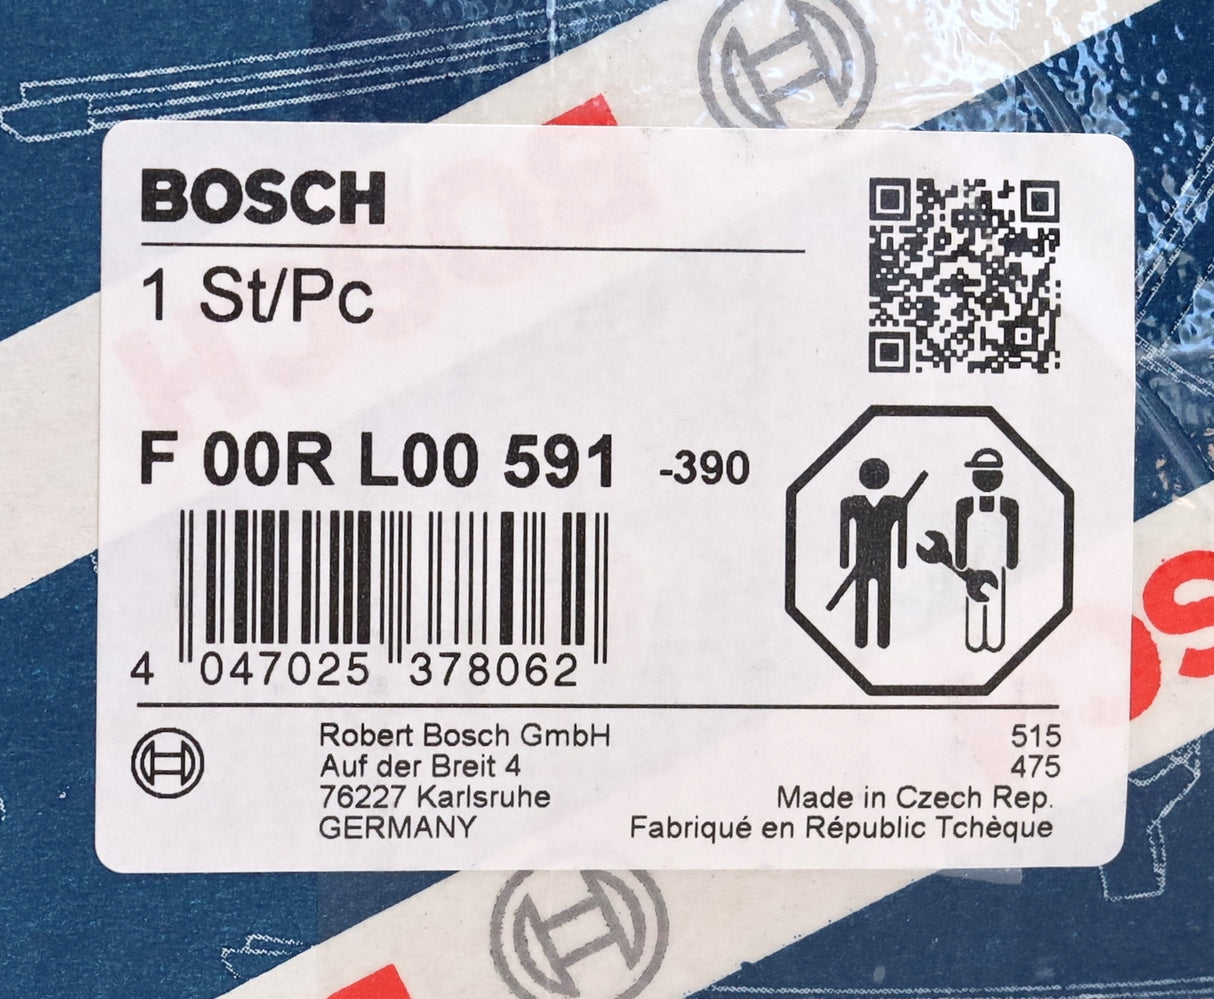 BOSCH
BOSCH
1 St/Pc
F 00R L00 591 -390
4 047025 378062
Robert Bosch GmbH
Auf der Breit 4
76227 Karlsruhe
GERMANY
515
475
Made in Czech Rep.
Fabriqué en Républic Tchèque